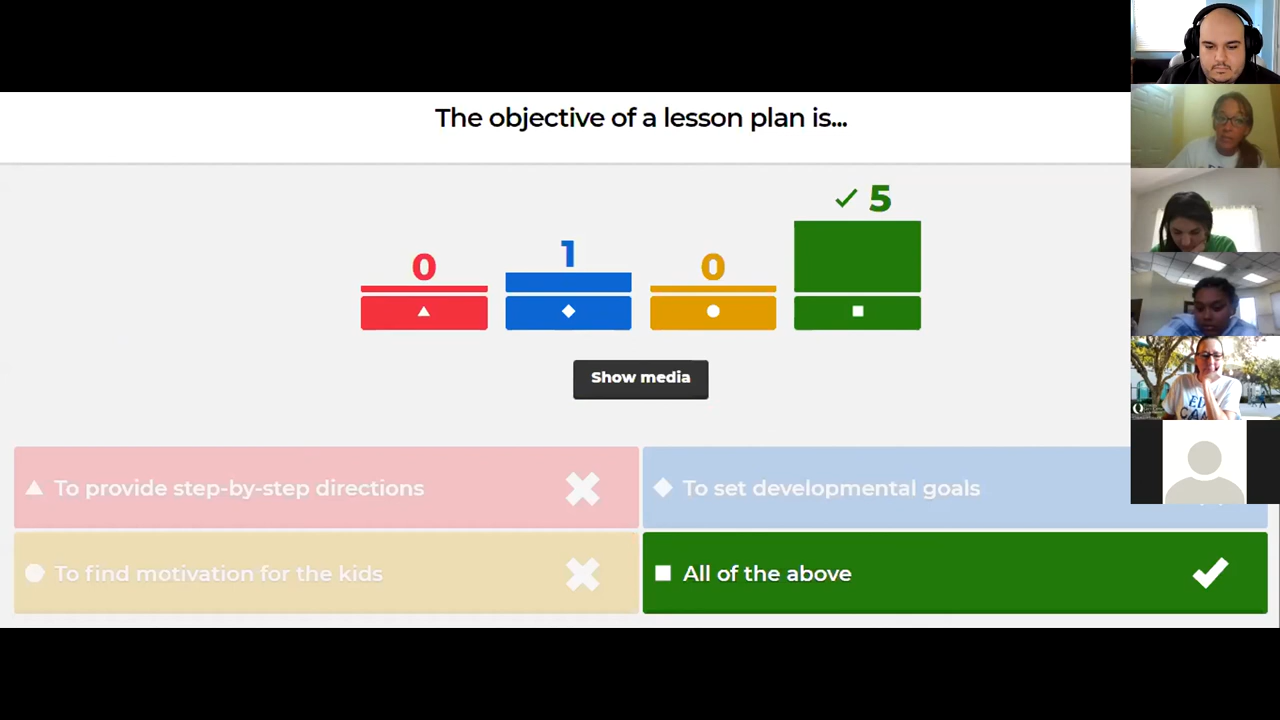 The objective of a lesson plan is...
0
1
0
5
Show media
To provide step-by-step directions
To set developmental goals
To find motivation for the kids
All of the above